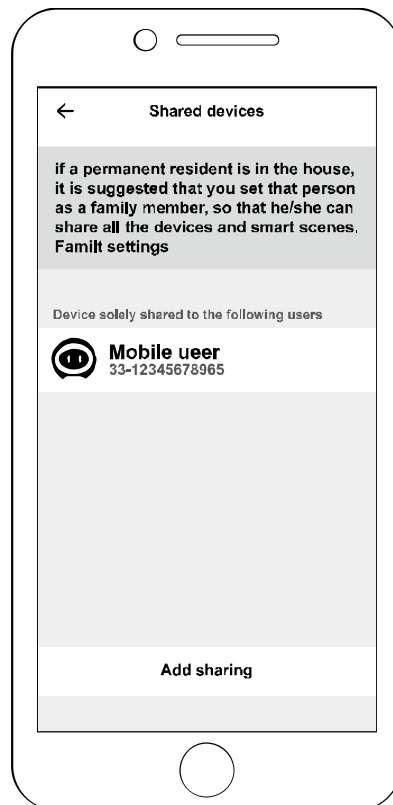 Shared devices
if a permanent resident is in the house,
it is suggested that you set that person
as a family member, so that he/she can
share all the devices and smart scenes.
Familt settings
Device solely shared to the following users
Mobile ueer
33-12345678965
Add sharing